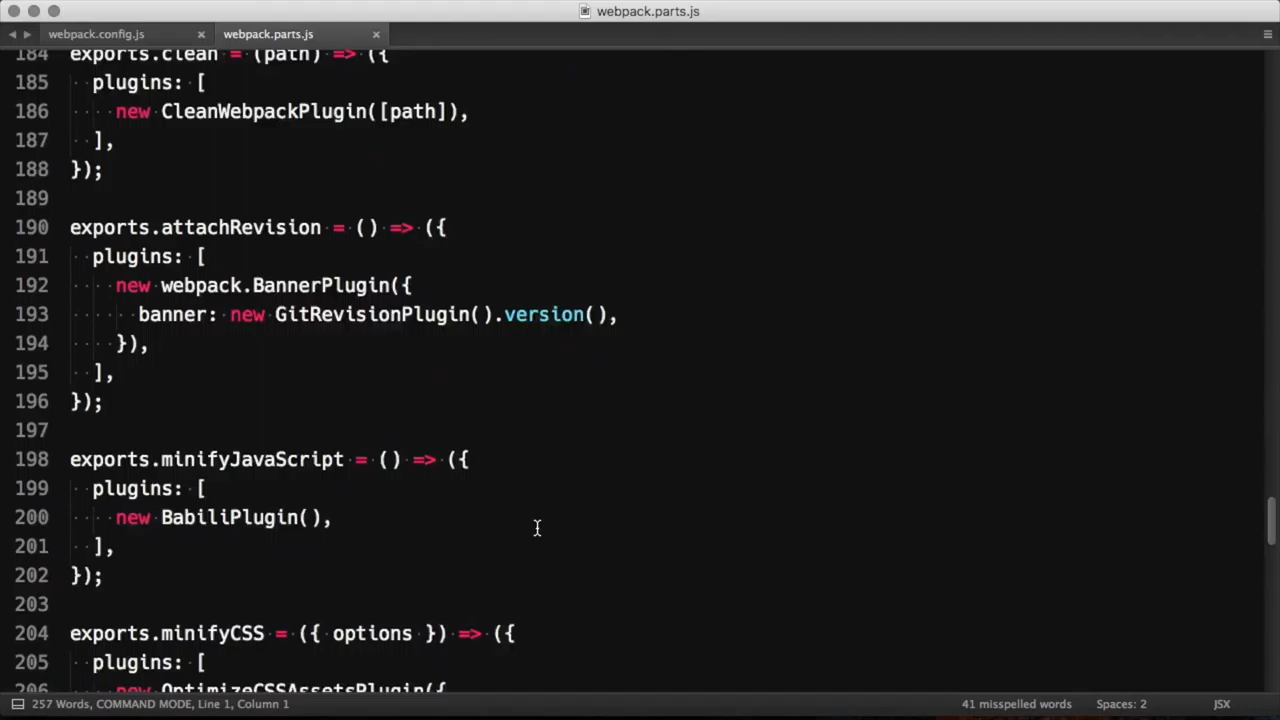 webpack.parts.js
webpack.config.js × webpack.parts.js ×
184 exports.clean = (path) => ({
185 plugins: [
186 new CleanWebpackPlugin([path]),
187 ],
188 });
189
190 exports.attachRevision = () => ({
191 plugins: [
192 new webpack.BannerPlugin({
193 banner: new GitRevisionPlugin().version(),
194 }),
195 ],
196 });
197
198 exports.minifyJavaScript = () => ({
199 plugins: [
200 new BabiliPlugin(),
201 ],
202 });
203
204 exports.minifyCSS = ({ options }) => ({
205 plugins: [
206 new OptimizeCSSAssetsPlugin({
257 Words, COMMAND MODE, Line 1, Column 1 41 misspelled words Spaces: 2 JSX